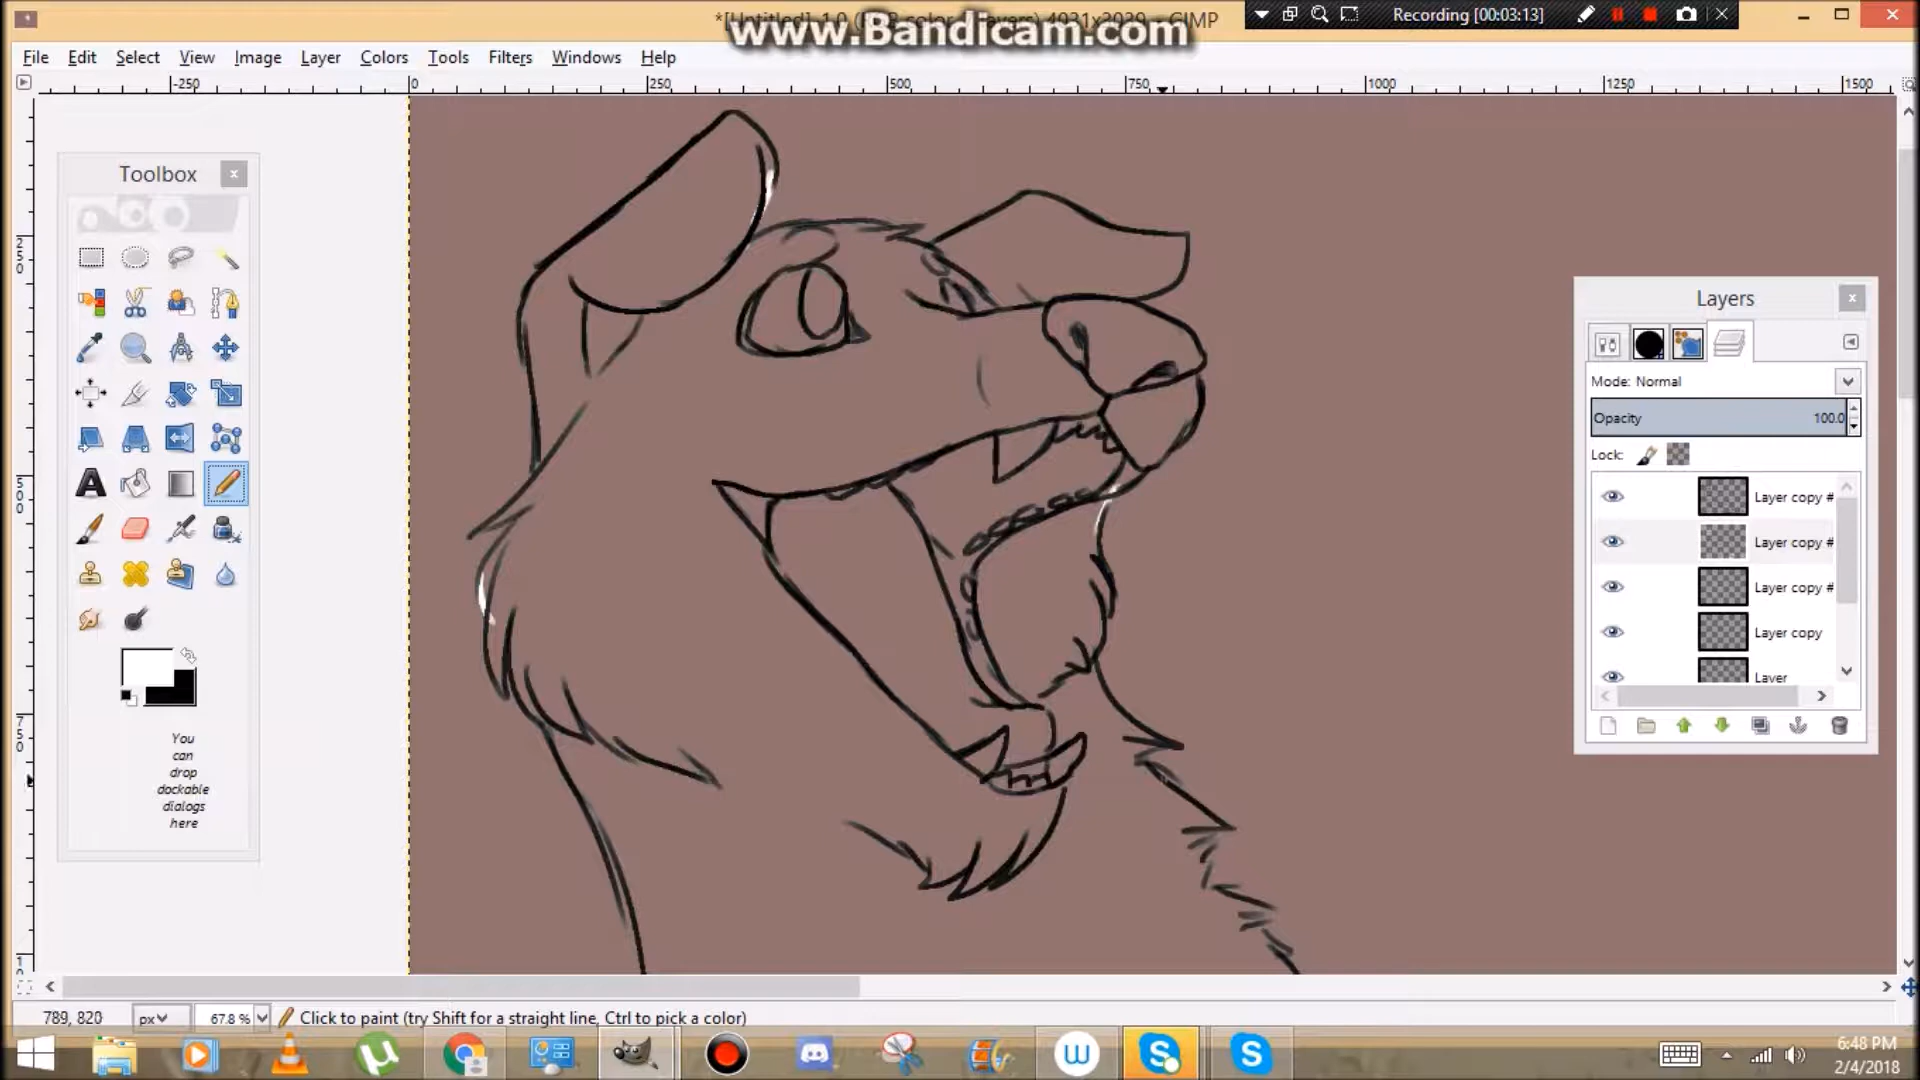 www.Bandicam.com
Recording [00:03:13]
File Edit Select View Image Layer Colors Tools Filters Windows Help
-250 0 250 500 750 1000 1250 1500
250
500
750
Toolbox
You
can
drop
dockable
dialogs
here
Layers
Mode: Normal
Opacity 100.0
Lock:
Layer copy #
Layer copy #
Layer copy #
Layer copy
Layer
789, 820 px 67.8 % Click to paint (try Shift for a straight line, Ctrl to pick a color)
6:48 PM
2/4/2018